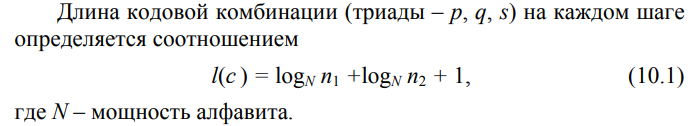 Длина кодовой комбинации (триады – p, q, s) на каждом шаге
определяется соотношением
l(c ) = logN n1 +logN n2 + 1, (10.1)
где N – мощность алфавита.